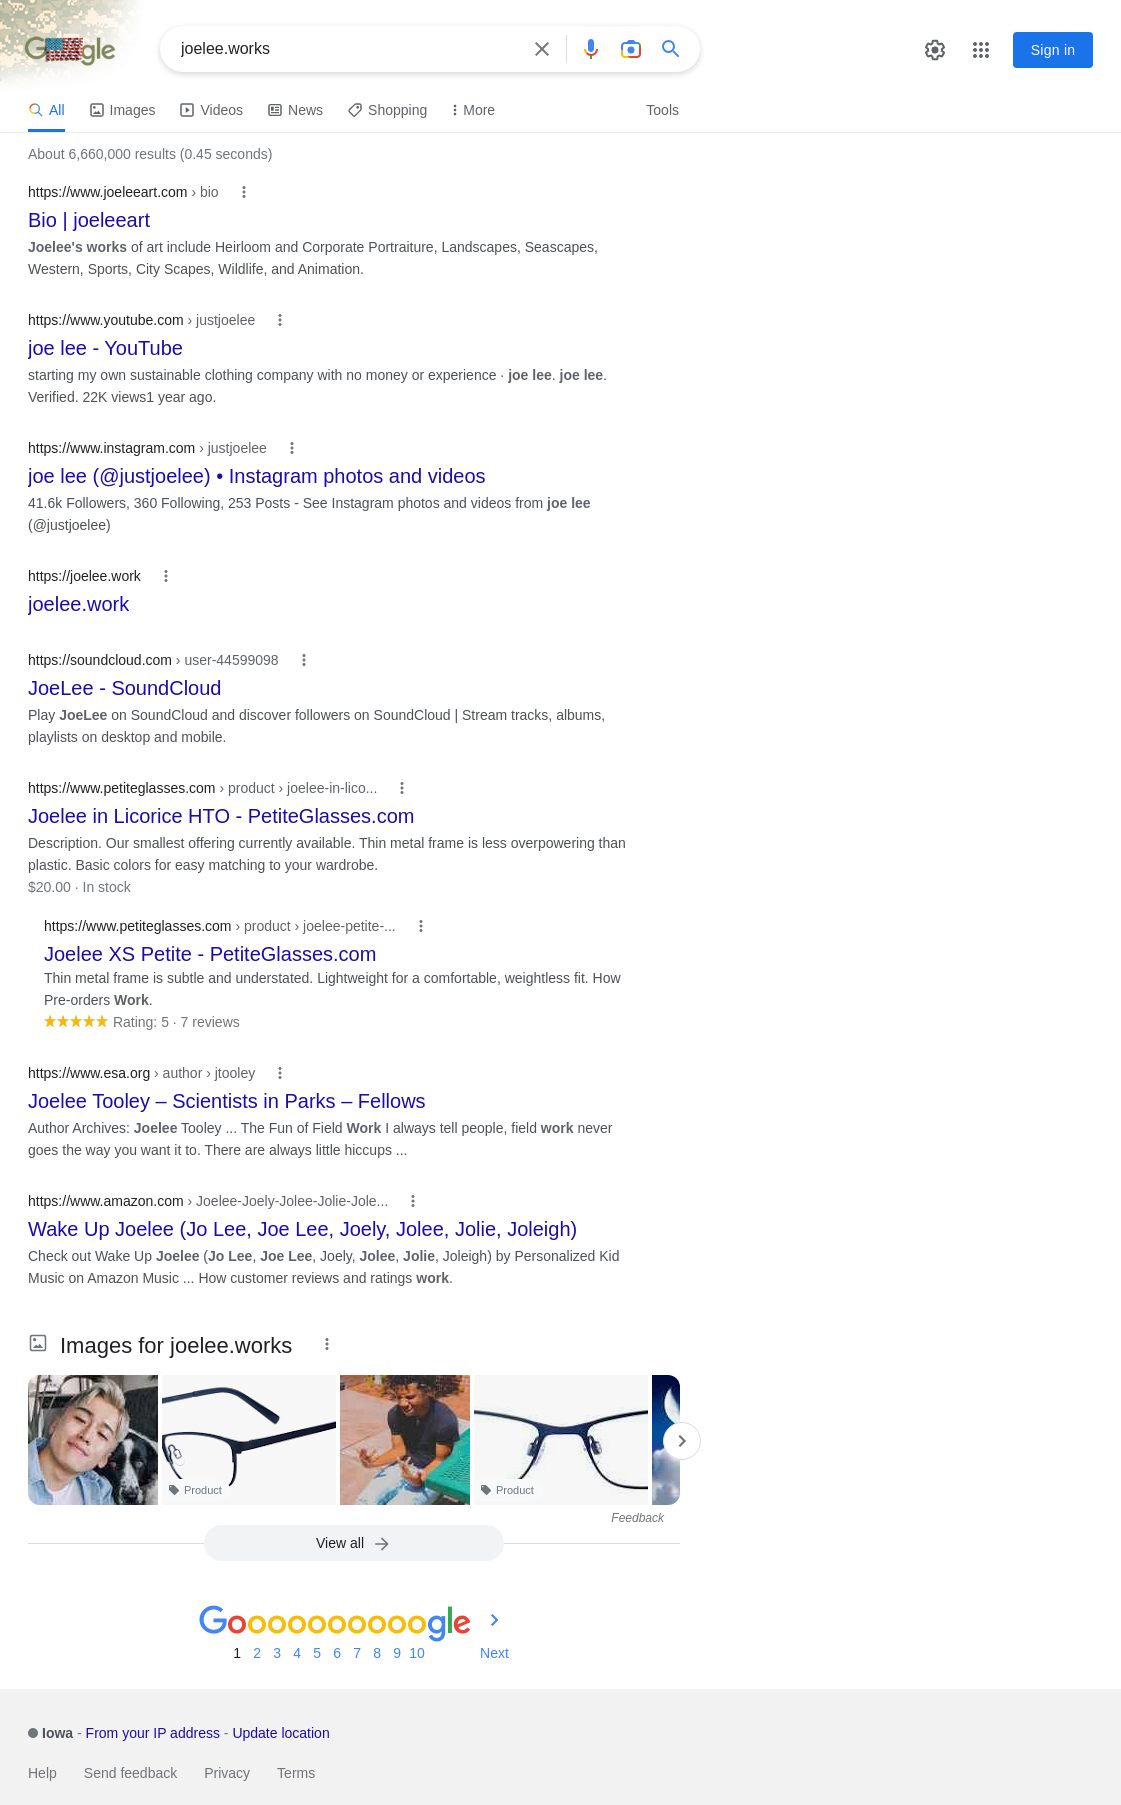 Google
joelee.works
Sign in
All
Images
Videos
News
Shopping
More
Tools
About 6,660,000 results (0.45 seconds)
https://www.joeleeart.com › bio
Bio | joeleeart
Joelee's works of art include Heirloom and Corporate Portraiture, Landscapes, Seascapes,
Western, Sports, City Scapes, Wildlife, and Animation.
https://www.youtube.com › justjoelee
joe lee - YouTube
starting my own sustainable clothing company with no money or experience · joe lee. joe lee.
Verified. 22K views1 year ago.
https://www.instagram.com › justjoelee
joe lee (@justjoelee) • Instagram photos and videos
41.6k Followers, 360 Following, 253 Posts - See Instagram photos and videos from joe lee
(@justjoelee)
https://joelee.work
joelee.work
https://soundcloud.com › user-44599098
JoeLee - SoundCloud
Play JoeLee on SoundCloud and discover followers on SoundCloud | Stream tracks, albums,
playlists on desktop and mobile.
https://www.petiteglasses.com › product › joelee-in-lico...
Joelee in Licorice HTO - PetiteGlasses.com
Description. Our smallest offering currently available. Thin metal frame is less overpowering than
plastic. Basic colors for easy matching to your wardrobe.
$20.00 · In stock
https://www.petiteglasses.com › product › joelee-petite-...
Joelee XS Petite - PetiteGlasses.com
Thin metal frame is subtle and understated. Lightweight for a comfortable, weightless fit. How
Pre-orders Work.
Rating: 5 · 7 reviews
https://www.esa.org › author › jtooley
Joelee Tooley – Scientists in Parks – Fellows
Author Archives: Joelee Tooley ... The Fun of Field Work I always tell people, field work never
goes the way you want it to. There are always little hiccups ...
https://www.amazon.com › Joelee-Joely-Jolee-Jolie-Jole...
Wake Up Joelee (Jo Lee, Joe Lee, Joely, Jolee, Jolie, Joleigh)
Check out Wake Up Joelee (Jo Lee, Joe Lee, Joely, Jolee, Jolie, Joleigh) by Personalized Kid
Music on Amazon Music ... How customer reviews and ratings work.
Images for joelee.works
Product
Product
Feedback
View all
Goooooooooogle
1 2 3 4 5 6 7 8 9 10 Next
Iowa - From your IP address - Update location
Help Send feedback Privacy Terms